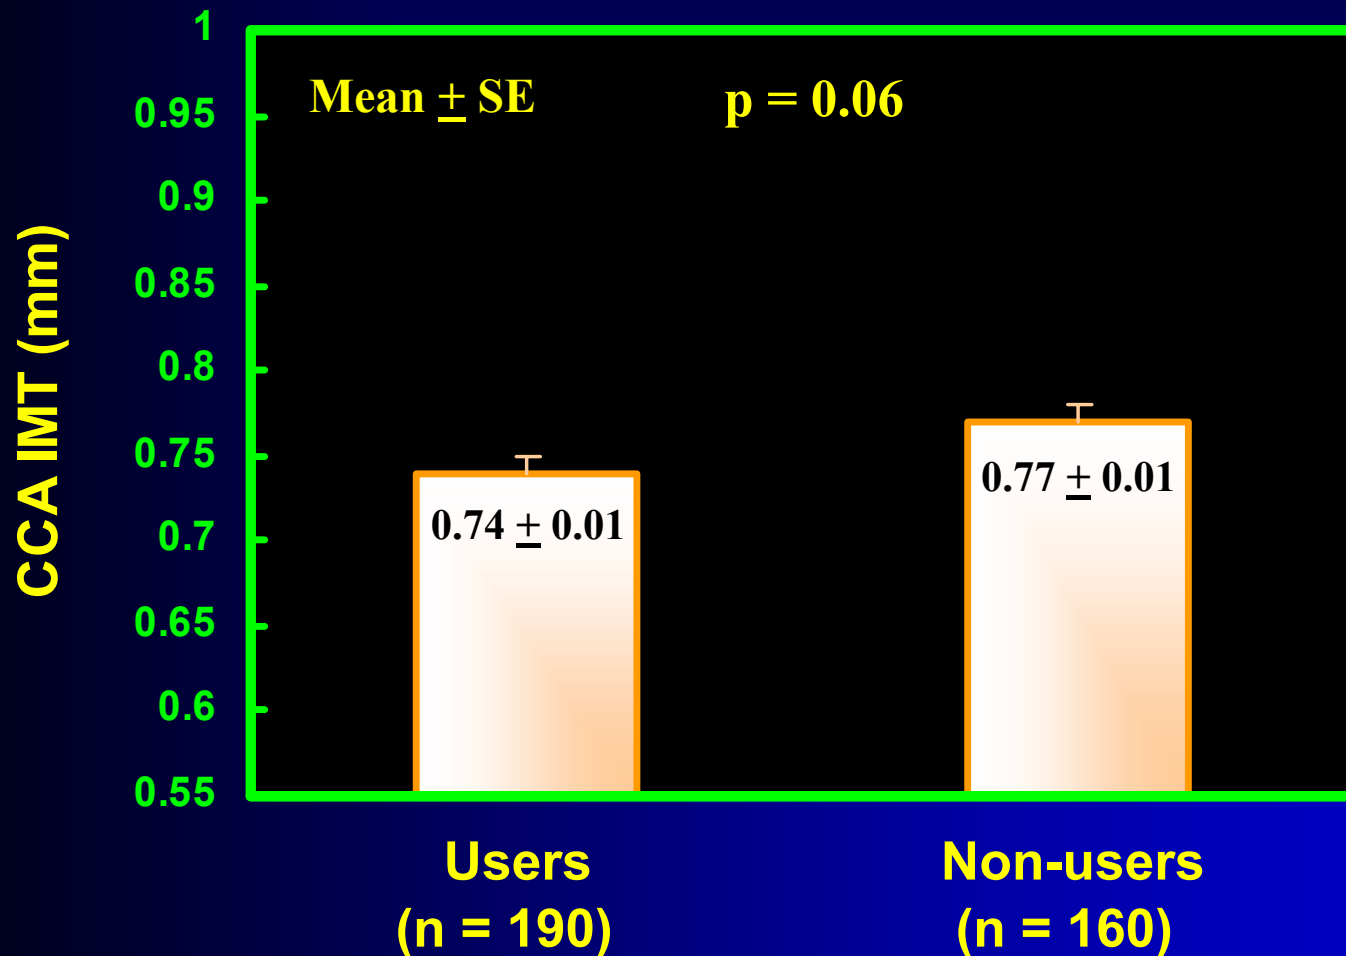 1
Mean ± SE
p = 0.06
0.95
0.9
0.85
0.8
0.75
0.7
0.65
0.6
0.55
CCA IMT (mm)
0.74 ± 0.01
0.77 ± 0.01
Users
(n = 190)
Non-users
(n = 160)